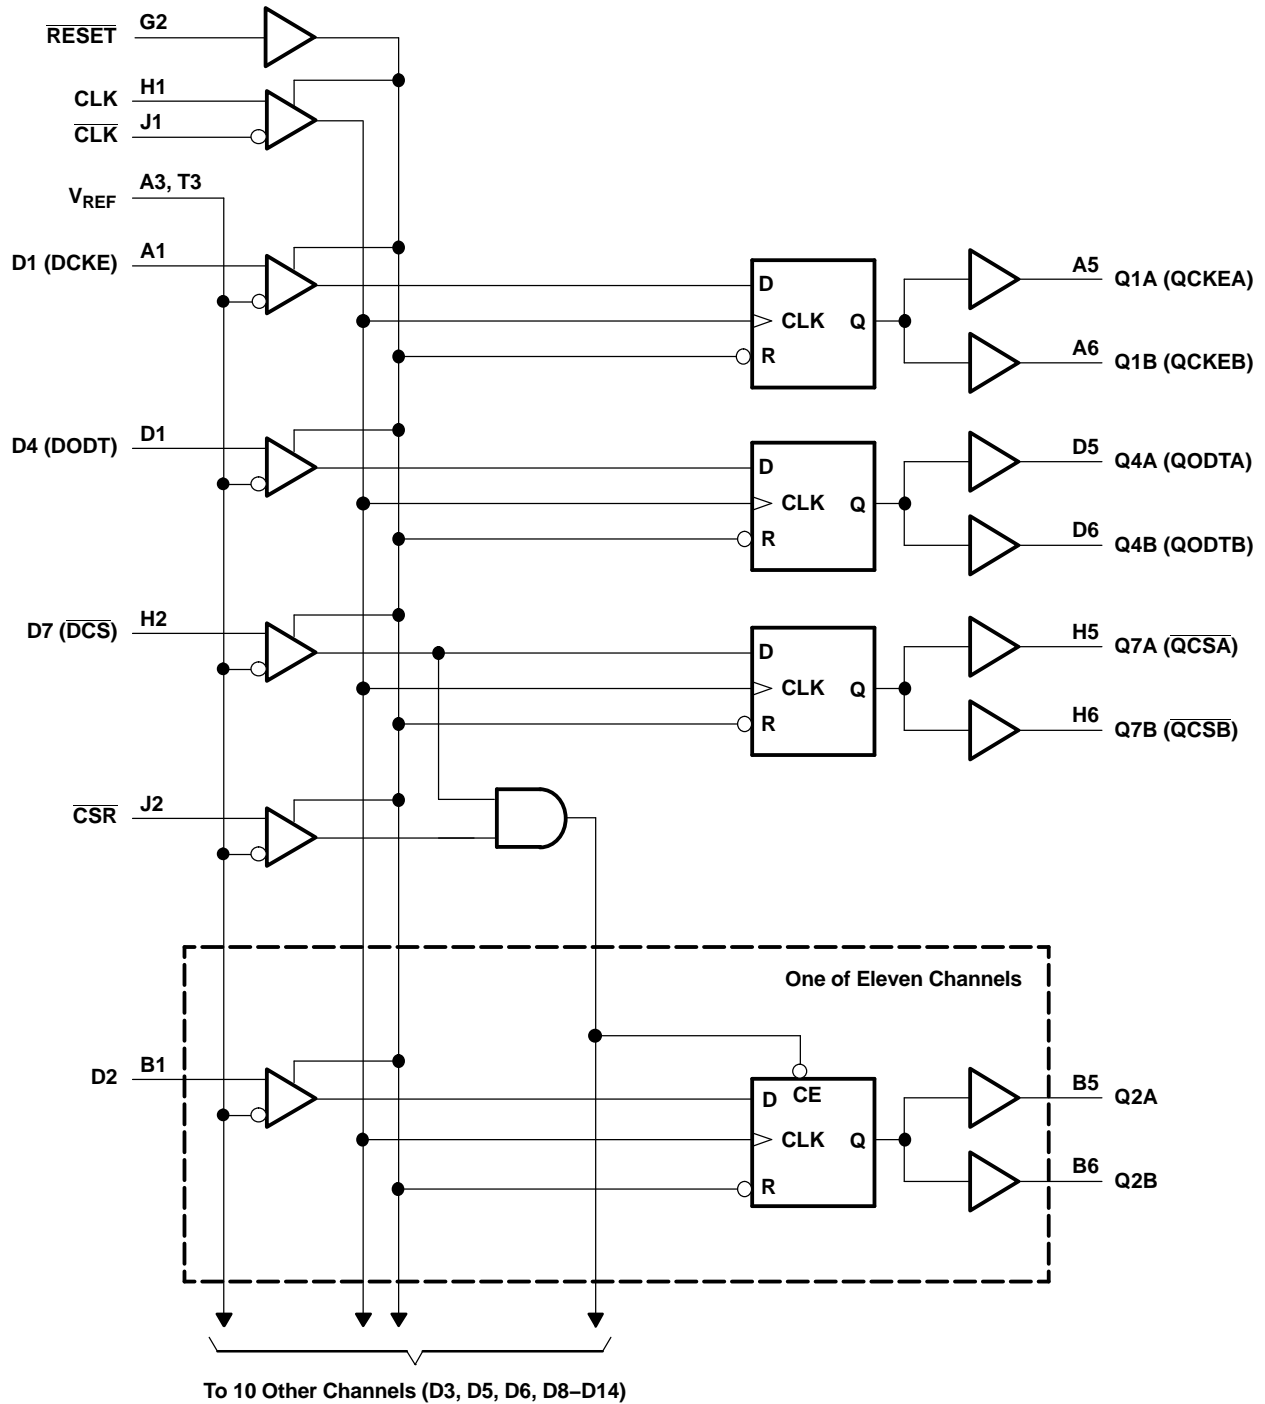 RESET G2
CLK H1
CLK J1
VREF A3, T3
D1 (DCKE) A1
D
CLK Q
R
A5 Q1A (QCKEA)
A6 Q1B (QCKEB)
D4 (DODT) D1
D
CLK Q
R
D5 Q4A (QODTA)
D6 Q4B (QODTB)
D7 (DCS) H2
D
CLK Q
R
H5 Q7A (QCSA)
H6 Q7B (QCSB)
CSR J2
One of Eleven Channels
D2 B1
CE
D
CLK Q
R
B5 Q2A
B6 Q2B
To 10 Other Channels (D3, D5, D6, D8−D14)